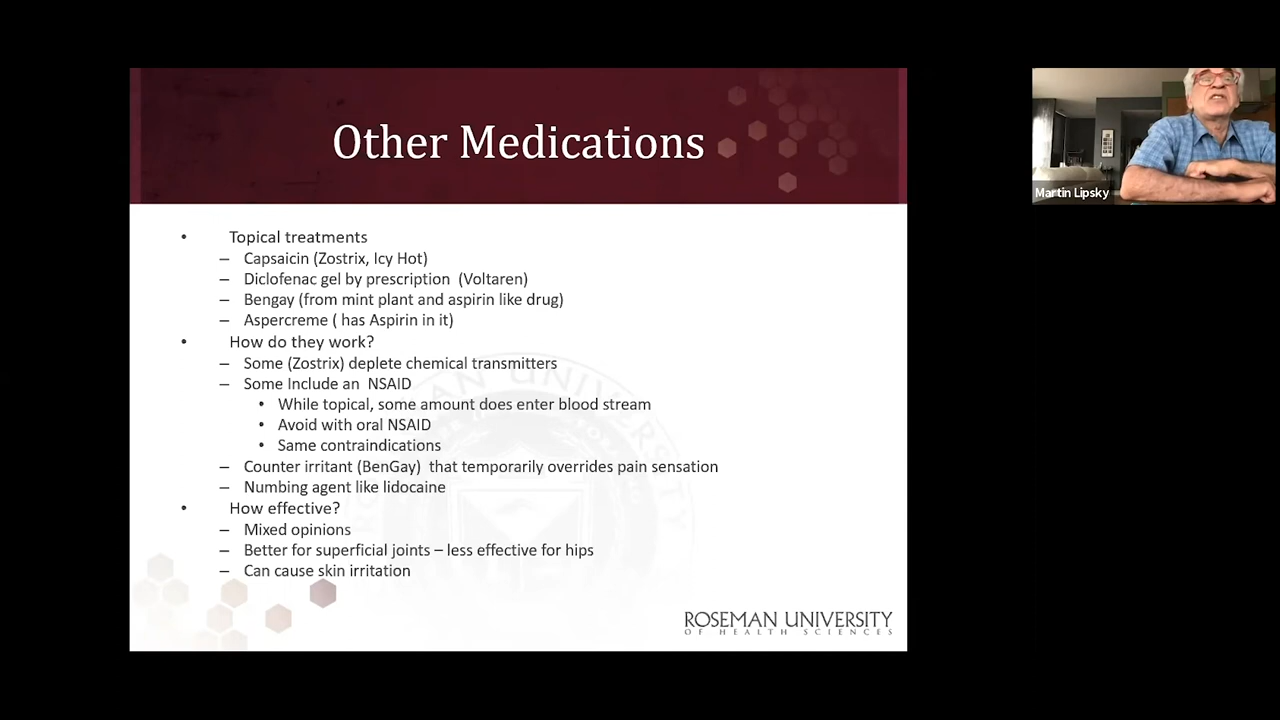 Other Medications
Martin Lipsky
• Topical treatments
– Capsaicin (Zostrix, Icy Hot)
– Diclofenac gel by prescription (Voltaren)
– Bengay (from mint plant and aspirin like drug)
– Aspercreme ( has Aspirin in it)
• How do they work?
– Some (Zostrix) deplete chemical transmitters
– Some Include an NSAID
• While topical, some amount does enter blood stream
• Avoid with oral NSAID
• Same contraindications
– Counter irritant (BenGay) that temporarily overrides pain sensation
– Numbing agent like lidocaine
• How effective?
– Mixed opinions
– Better for superficial joints – less effective for hips
– Can cause skin irritation
ROSEMAN UNIVERSITY
OF HEALTH SCIENCES